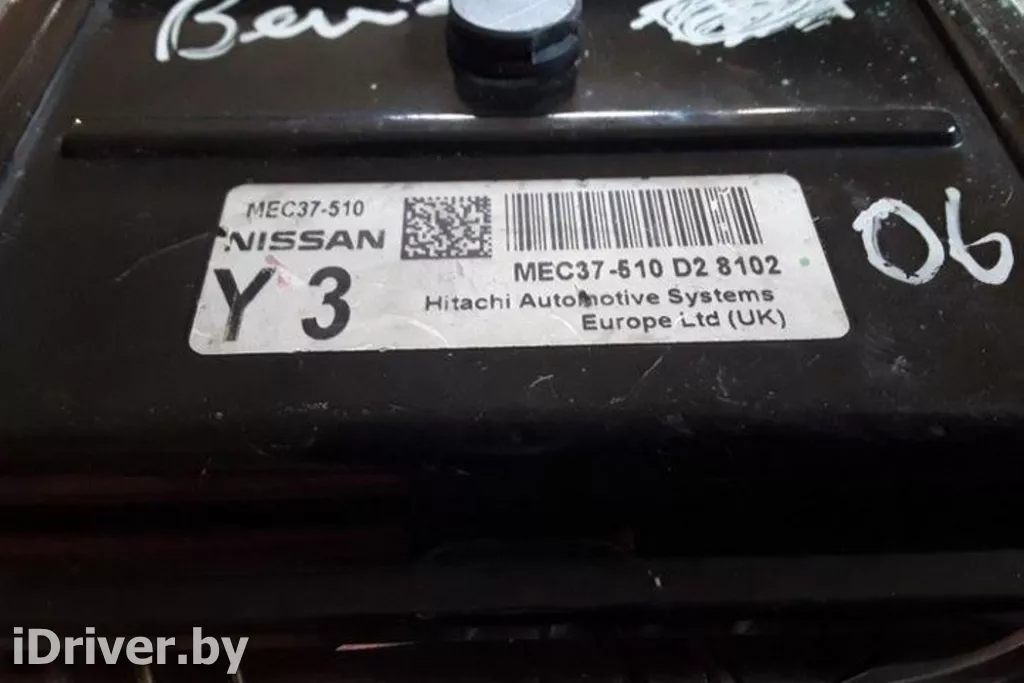 MEC37-510
NISSAN
Y 3
MEC37-510 D2 8102
Hitachi Automotive Systems
Europe Ltd (UK)
06
iDriver.by